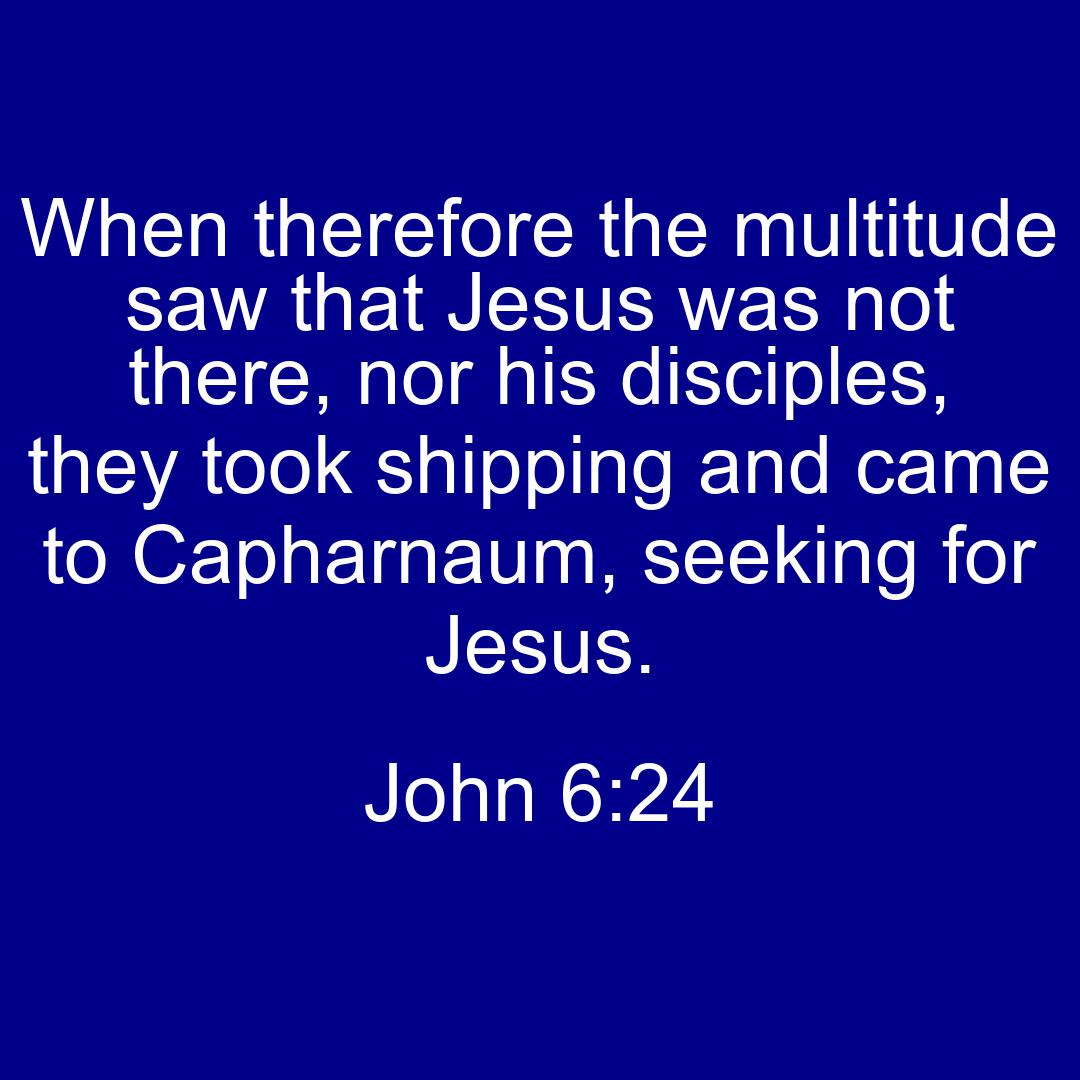 When therefore the multitude
saw that Jesus was not
there, nor his disciples,
they took shipping and came
to Capharnaum, seeking for
Jesus.
John 6:24